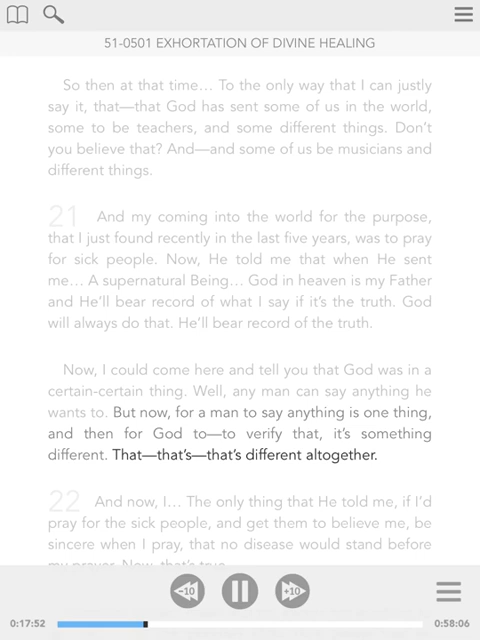 51-0501 EXHORTATION OF DIVINE HEALING
So then at that time… To the only way that I can justly
say it, that—that God has sent some of us in the world,
some to be teachers, and some different things. Don't
you believe that? And—and some of us be musicians and
different things.
21 And my coming into the world for the purpose,
that I just found recently in the last five years, was to pray
for sick people. Now, He told me that when He sent
me… A supernatural Being… God in heaven is my Father
and He'll bear record of what I say if it's the truth. God
will always do that. He'll bear record of the truth.
Now, I could come here and tell you that God was in a
certain-certain thing. Well, any man can say anything he
wants to. But now, for a man to say anything is one thing,
and then for God to—to verify that, it's something
different. That—that's—that's different altogether.
22 And now, I… The only thing that He told me, if I'd
pray for the sick people, and get them to believe me, be
sincere when I pray, that no disease would stand before
my prayer. Now, that's true
-10
+10
0:17:52
0:58:06